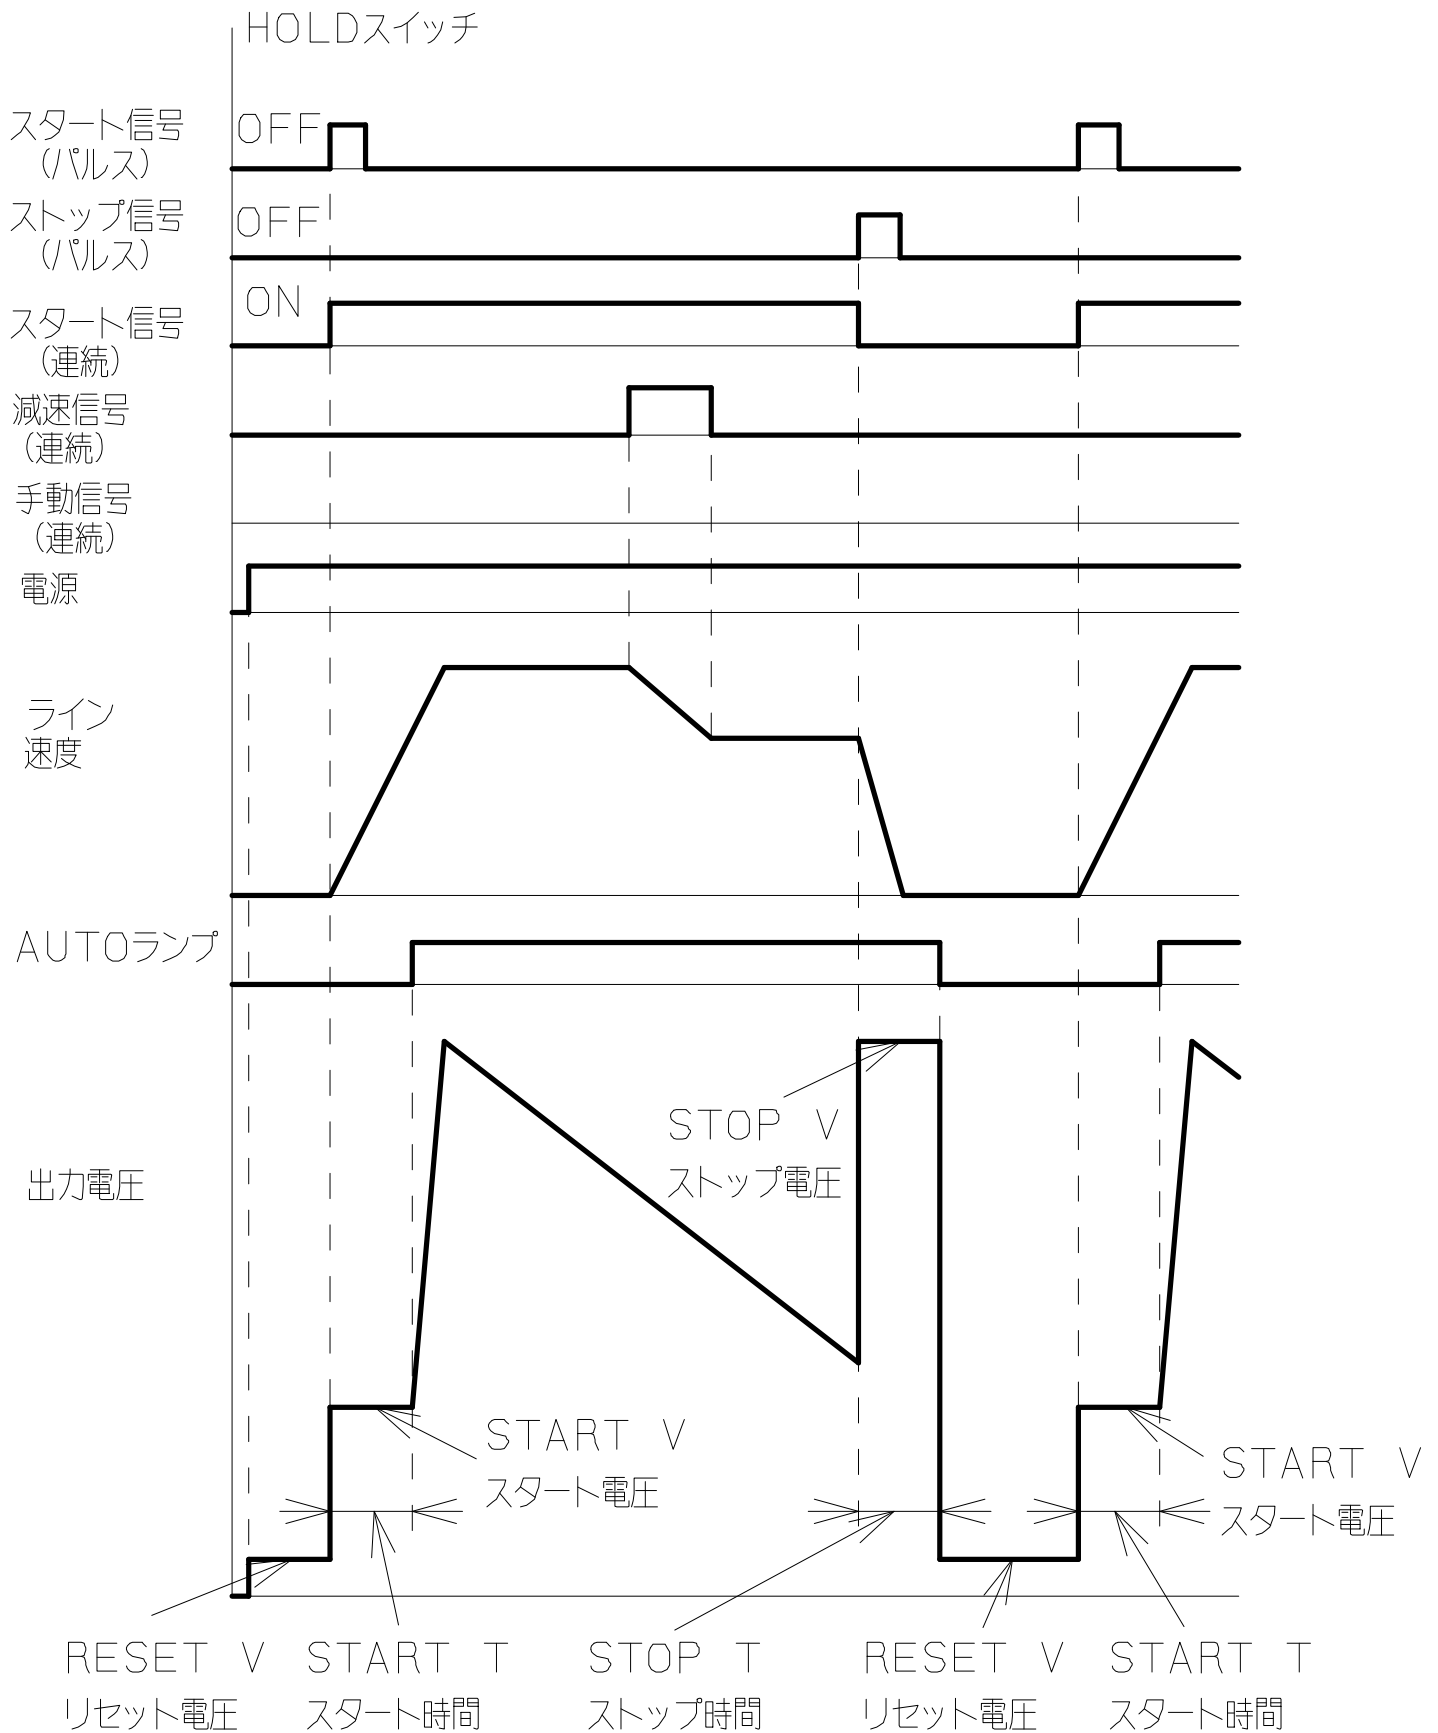 HOLDスイッチ
スタート信号
(パルス)
OFF
ストップ信号
(パルス)
OFF
スタート信号
(連続)
ON
減速信号
(連続)
手動信号
(連続)
電源
ライン
速度
AUTOランプ
出力電圧
STOP V
ストップ電圧
START V
スタート電圧
START V
スタート電圧
RESET V
リセット電圧
START T
スタート時間
STOP T
ストップ時間
RESET V
リセット電圧
START T
スタート時間